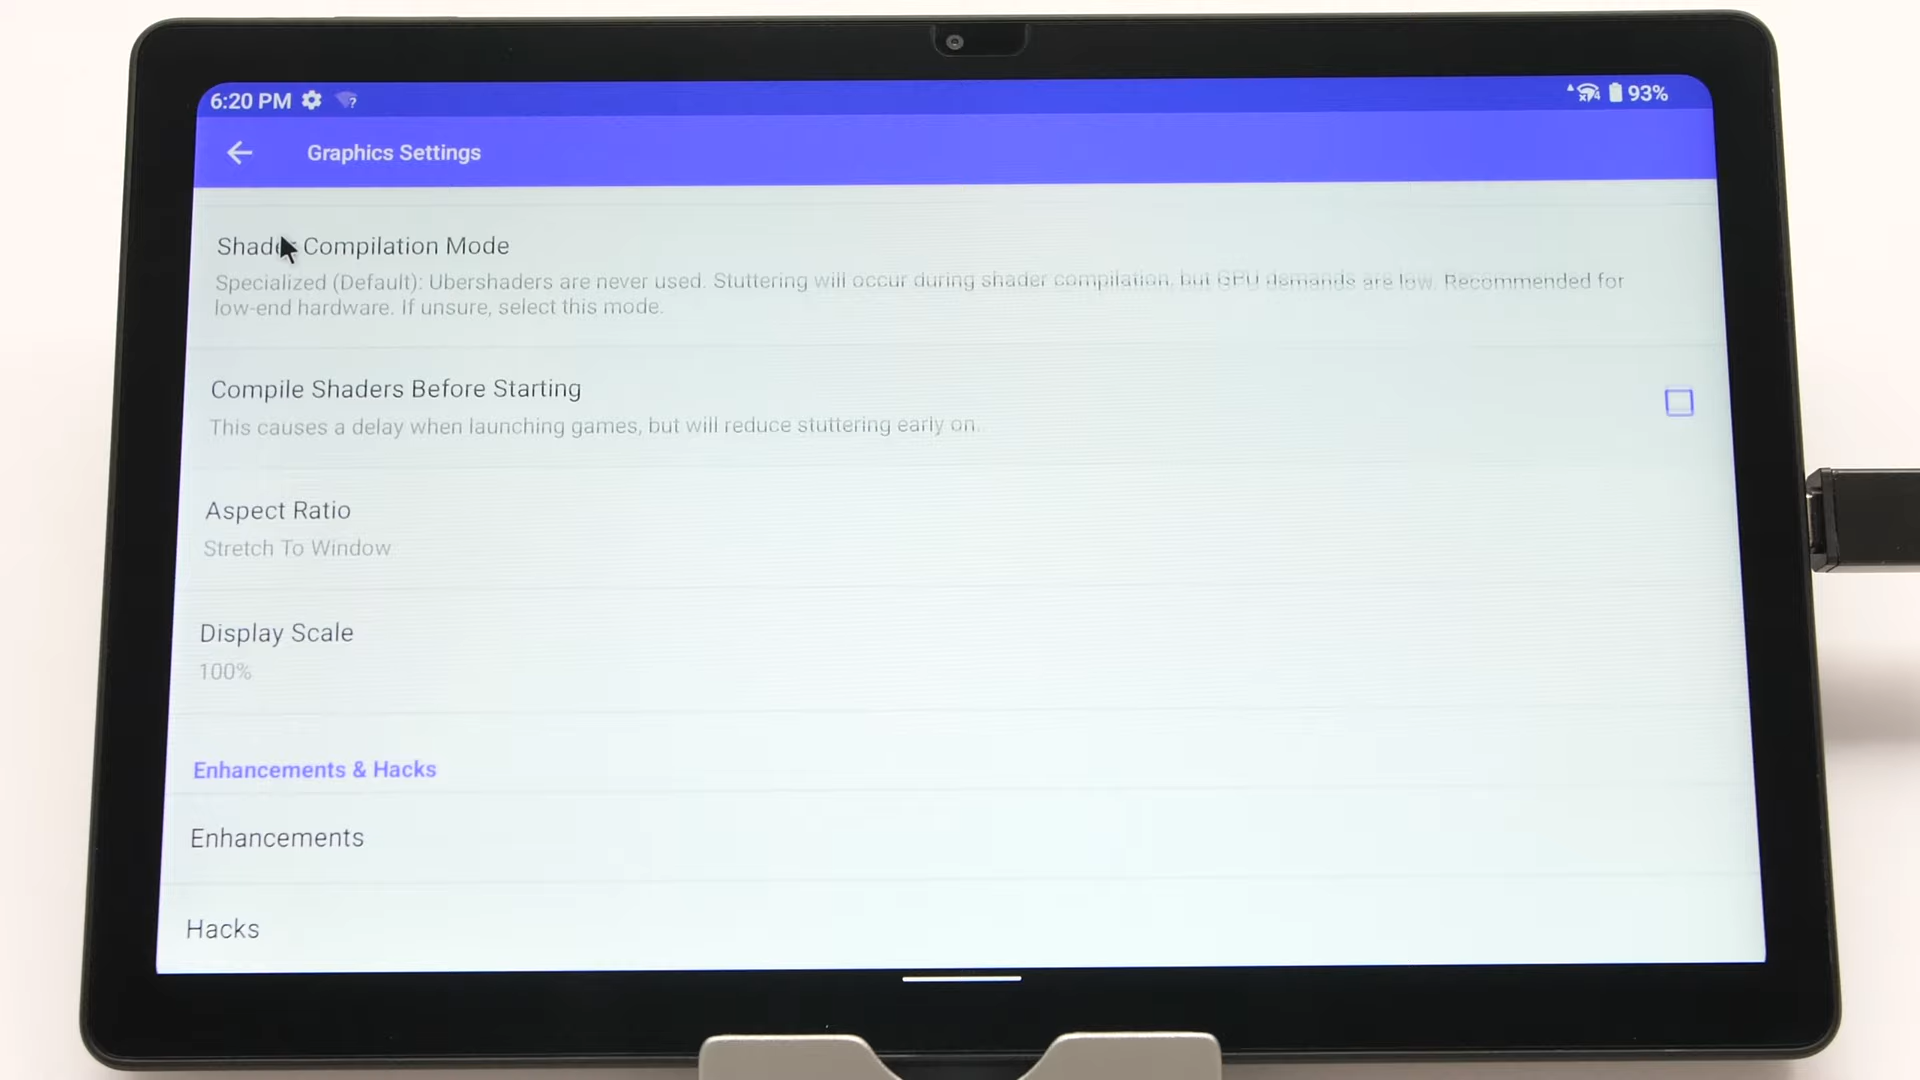 6:20 PM
93%
Graphics Settings
Shader Compilation Mode
Specialized (Default): Ubershaders are never used. Stuttering will occur during shader compilation, but GPU demands are low. Recommended for
low-end hardware. If unsure, select this mode.
Compile Shaders Before Starting
This causes a delay when launching games, but will reduce stuttering early on.
Aspect Ratio
Stretch To Window
Display Scale
100%
Enhancements & Hacks
Enhancements
Hacks